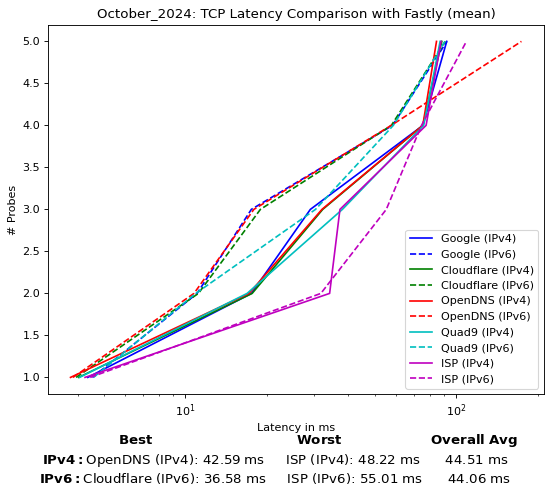 October_2024: TCP Latency Comparison with Fastly (mean)
# Probes
5.0
4.5
4.0
3.5
3.0
2.5
2.0
1.5
1.0
Google (IPv4)
Google (IPv6)
Cloudflare (IPv4)
Cloudflare (IPv6)
OpenDNS (IPv4)
OpenDNS (IPv6)
Quad9 (IPv4)
Quad9 (IPv6)
ISP (IPv4)
ISP (IPv6)
10¹ 10²
Latency in ms
Best Worst Overall Avg
IPv4: OpenDNS (IPv4): 42.59 ms ISP (IPv4): 48.22 ms 44.51 ms
IPv6: Cloudflare (IPv6): 36.58 ms ISP (IPv6): 55.01 ms 44.06 ms